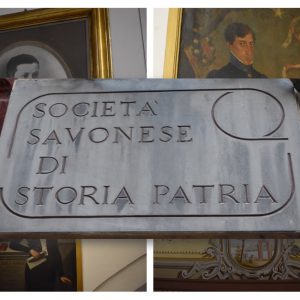 SOCIETA'
SAVONESE
DI
STORIA PATRIA